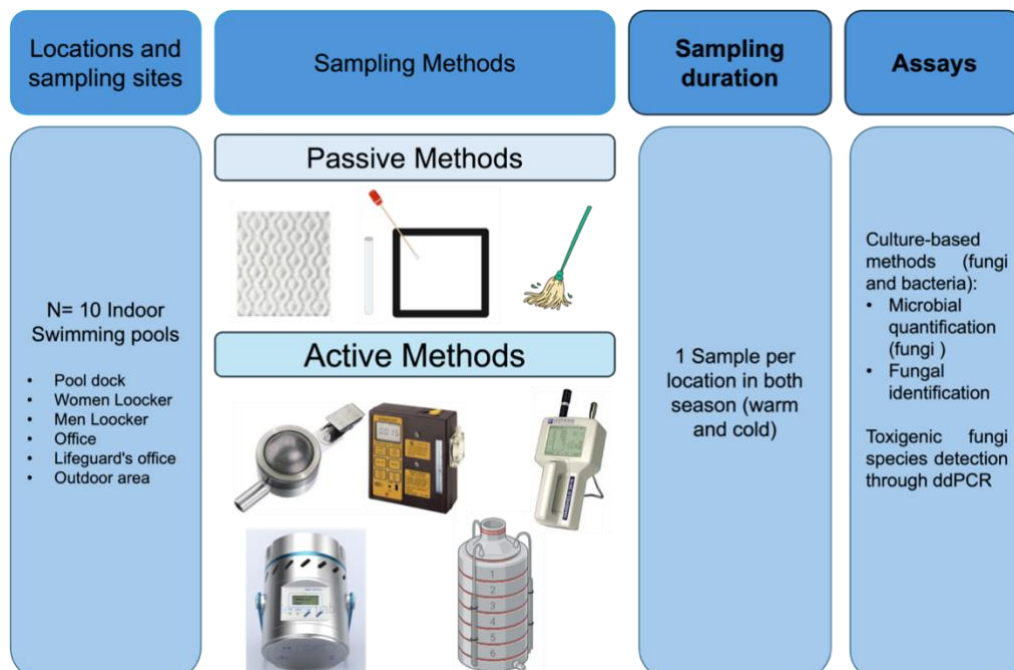 Locations and
sampling sites
Sampling Methods
Sampling
duration
Assays
N= 10 Indoor
Swimming pools
• Pool dock
• Women Loocker
• Men Loocker
• Office
• Lifeguard's office
• Outdoor area
Passive Methods
Active Methods
1
2
3
4
5
6
1 Sample per
location in both
season (warm
and cold)
Culture-based
methods (fungi
and bacteria):
• Microbial
quantification
(fungi )
• Fungal
identification
Toxigenic fungi
species detection
through ddPCR